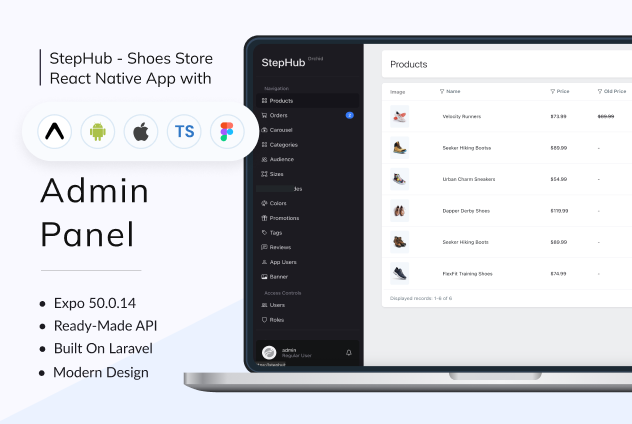 StepHub - Shoes Store
React Native App with
TS
Admin
Panel
Expo 50.0.14
Ready-Made API
Built On Laravel
Modern Design
StepHub Orchid
Navigation
Products
Orders 2
Carousel
Categories
Audience
Sizes
Colors
Promotions
Tags
Reviews
App Users
Banner
Access Controls
Users
Roles
admin
Regular User
Products
Image Name Price Old Price
Velocity Runners $73.99 $89.99
Seeker Hiking Bootss $89.99 -
Urban Charm Sneakers $54.99 -
Dapper Derby Shoes $119.99 -
Seeker Hiking Boots $89.99 -
FlexFit Training Shoes $74.99 -
Displayed records: 1-6 of 6